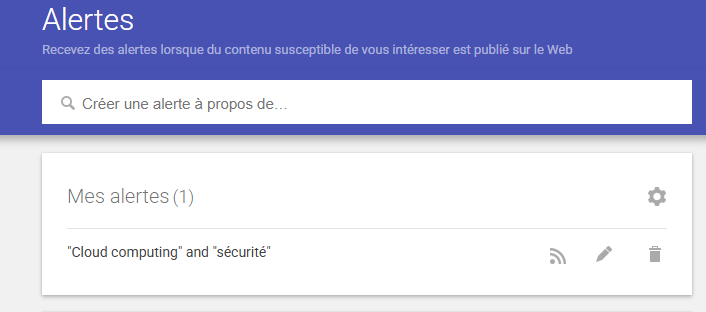 Alertes
Recevez des alertes lorsque du contenu susceptible de vous intéresser est publié sur le Web
Créer une alerte à propos de…
Mes alertes (1)
"Cloud computing" and "sécurité"